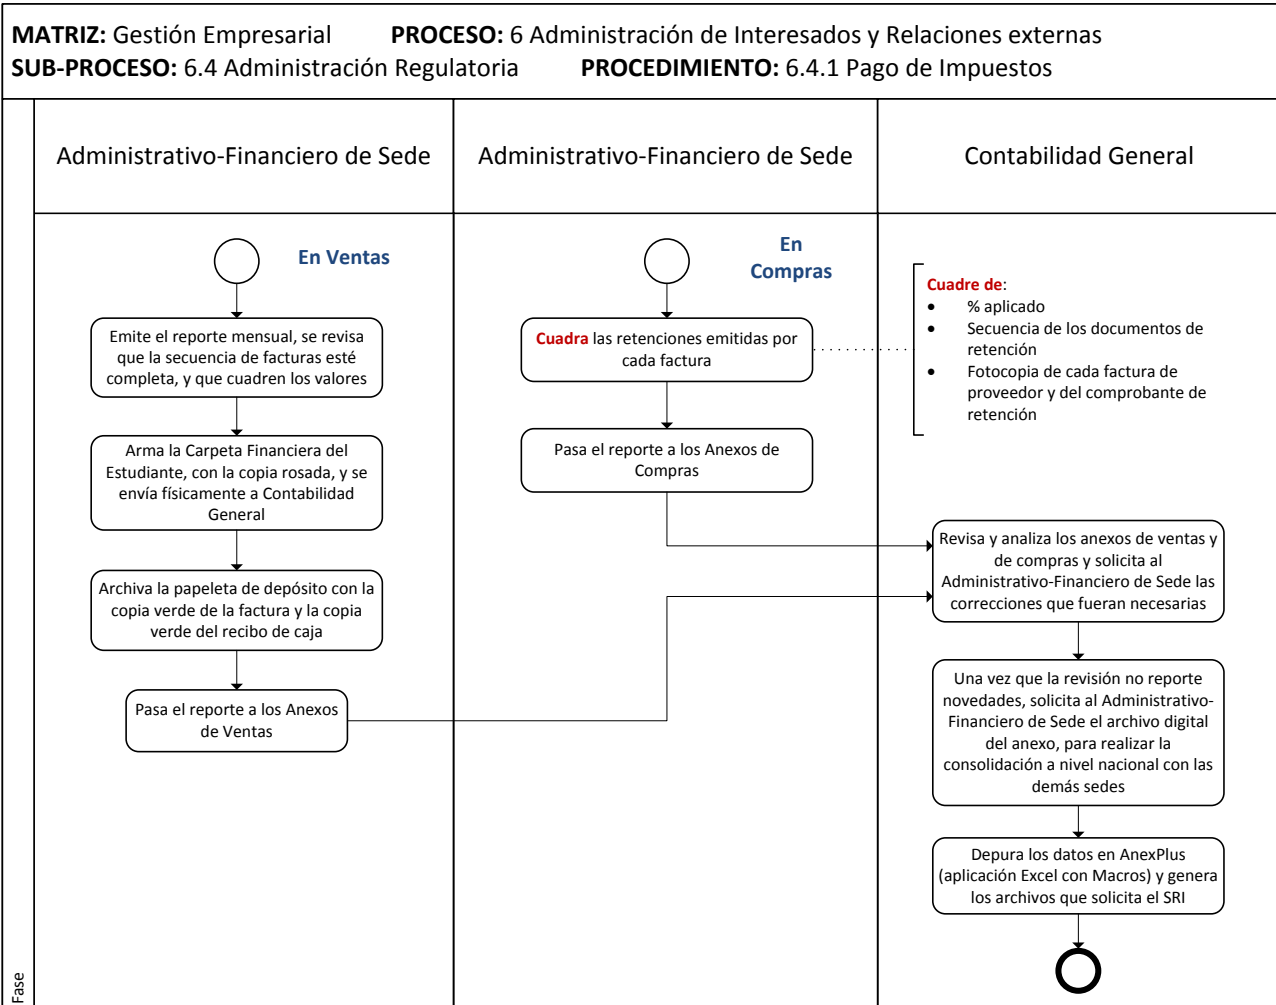 MATRIZ: Gestión Empresarial PROCESO: 6 Administración de Interesados y Relaciones externas
SUB-PROCESO: 6.4 Administración Regulatoria PROCEDIMIENTO: 6.4.1 Pago de Impuestos
Administrativo-Financiero de Sede
Administrativo-Financiero de Sede
Contabilidad General
En Ventas
Emite el reporte mensual, se revisa
que la secuencia de facturas esté
completa, y que cuadren los valores
Arma la Carpeta Financiera del
Estudiante, con la copia rosada, y se
envía físicamente a Contabilidad
General
Archiva la papeleta de depósito con la
copia verde de la factura y la copia
verde del recibo de caja
Pasa el reporte a los Anexos
de Ventas
En
Compras
Cuadra las retenciones emitidas por
cada factura
Pasa el reporte a los Anexos de
Compras
Cuadre de:
• % aplicado
• Secuencia de los documentos de
retención
• Fotocopia de cada factura de
proveedor y del comprobante de
retención
Revisa y analiza los anexos de ventas y
de compras y solicita al
Administrativo-Financiero de Sede las
correcciones que fueran necesarias
Una vez que la revisión no reporte
novedades, solicita al Administrativo-
Financiero de Sede el archivo digital
del anexo, para realizar la
consolidación a nivel nacional con las
demás sedes
Depura los datos en AnexPlus
(aplicación Excel con Macros) y genera
los archivos que solicita el SRI
Fase